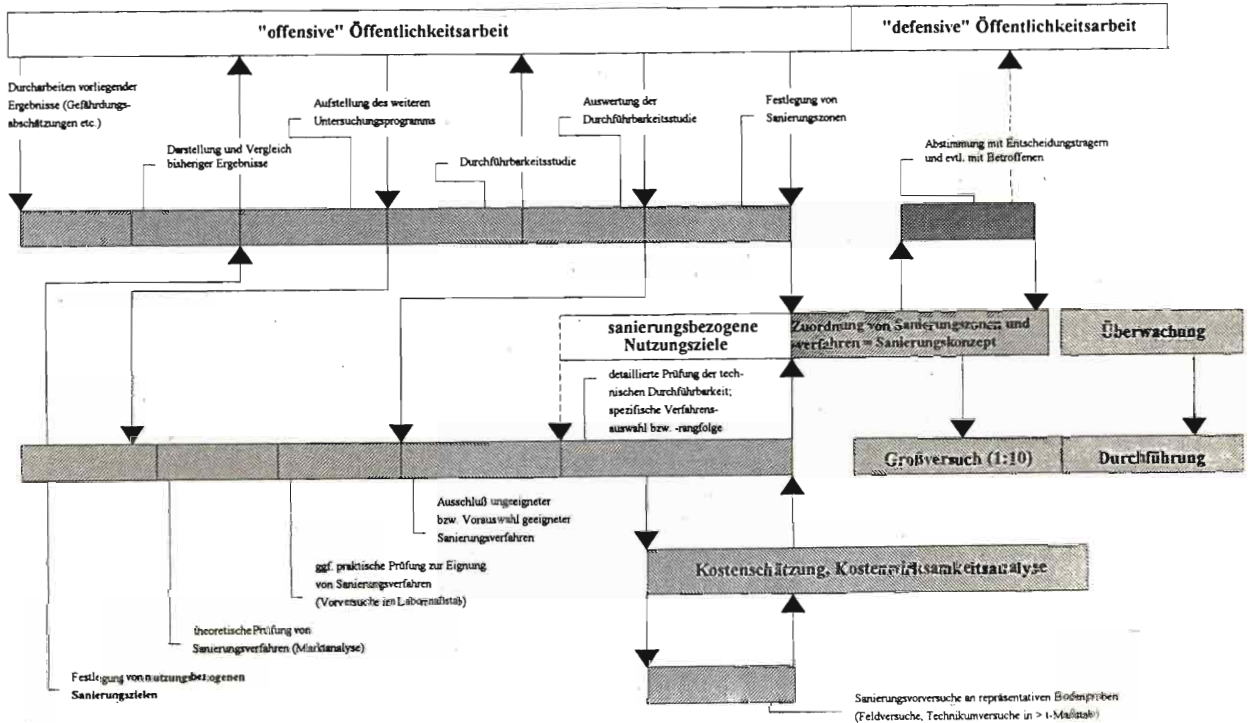 "offensive" Öffentlichkeitsarbeit
"defensive" Öffentlichkeitsarbeit
Durcharbeiten vorliegender
Ergebnisse (Gefährdungs-
abschätzungen etc.)
Darstellung und Vergleich
bisheriger Ergebnisse
Aufstellung des weiteren
Untersuchungsprogramms
Durchführbarkeitsstudie
Auswertung der
Durchführbarkeitsstudie
Festlegung von
Sanierungszonen
Abstimmung mit Entscheidungsträgern
und evtl. mit Betroffenen
sanierungsbezogene
Nutzungsziele
Zuordnung von Sanierungszonen und
-verfahren = Sanierungskonzept
Überwachung
detaillierte Prüfung der tech-
nischen Durchführbarkeit;
spezifische Verfahrens-
auswahl bzw. -rangfolge
Großversuch (1:10)
Durchführung
Ausschluß ungeeigneter
bzw. Vorauswahl geeigneter
Sanierungsverfahren
ggf. praktische Prüfung zur Eignung
von Sanierungsverfahren
(Vorversuche im Labormaßstab)
Kostenschätzung, Kostenwirksamkeitsanalyse
theoretische Prüfung von
Sanierungsverfahren (Marktanalyse)
Festlegung von nutzungsbezogenen
Sanierungszielen
Sanierungsvorversuche an repräsentativen Bodenproben
(Feldversuche, Technikumversuche in > t-Maßstab)